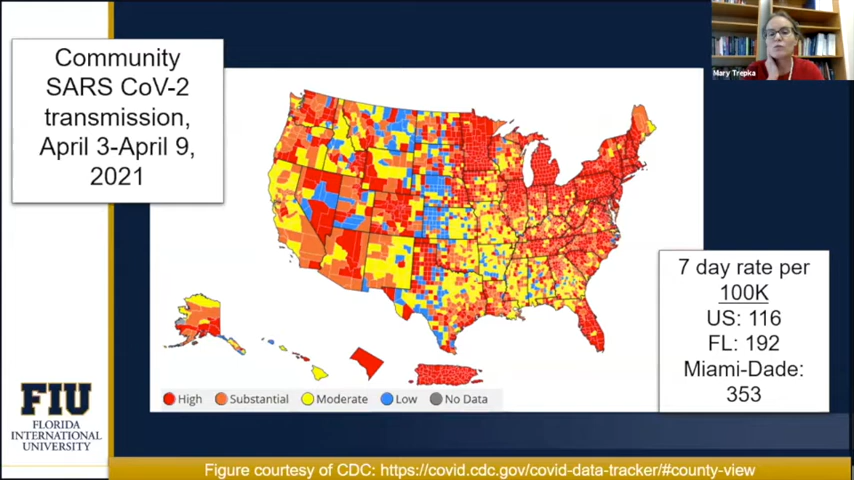 Community
SARS CoV-2
transmission,
April 3-April 9,
2021
Mary Trepka
7 day rate per
100K
US: 116
FL: 192
Miami-Dade:
353
High
Substantial
Moderate
Low
No Data
FIU
FLORIDA
INTERNATIONAL
UNIVERSITY
Figure courtesy of CDC: https://covid.cdc.gov/covid-data-tracker/#county-view